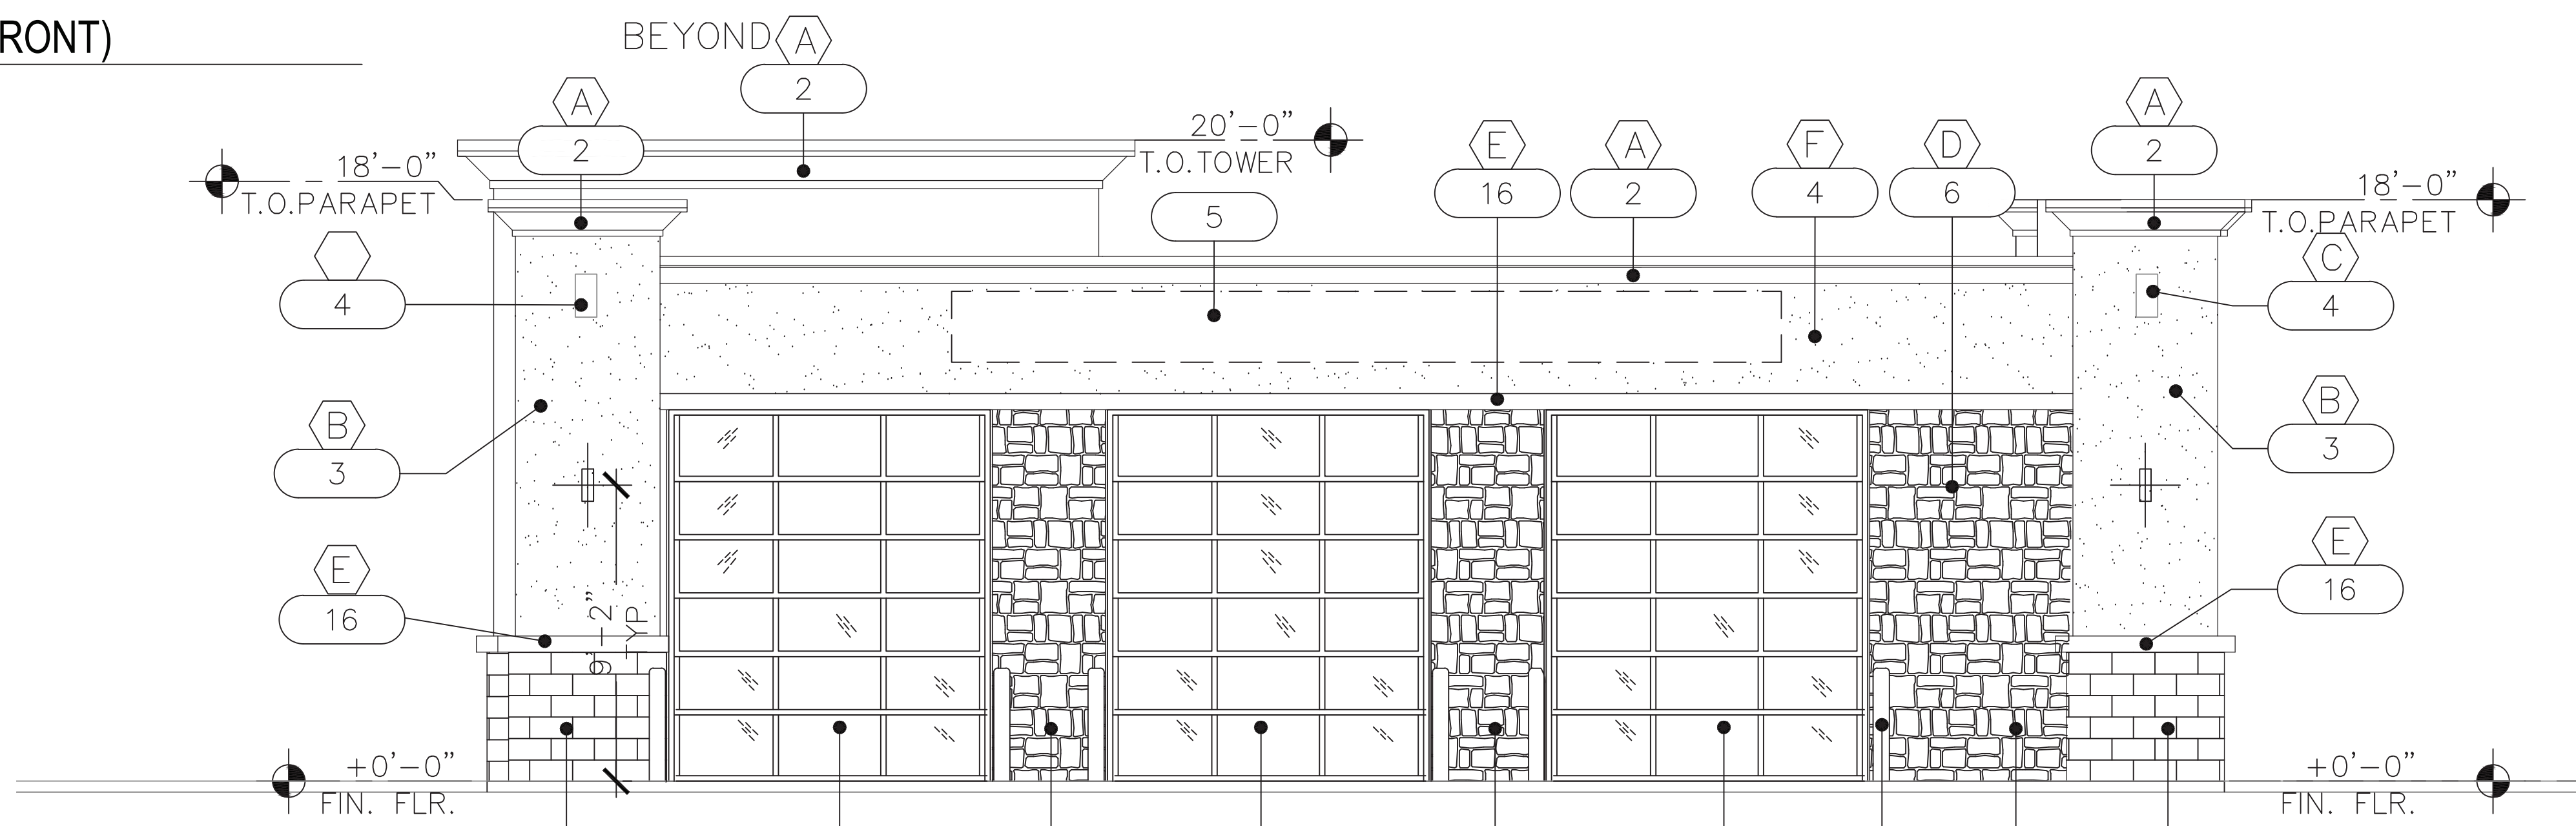 RONT)
BEYOND A
2
A
2
20'-0"
T.O.TOWER
18'-0"
T.O.PARAPET
E
16
A
2
F
4
D
6
A
2
18'-0"
T.O.PARAPET
5
4
C
4
B
3
B
3
E
16
9'-2"
TYP
E
16
+0'-0"
FIN. FLR.
+0'-0"
FIN. FLR.